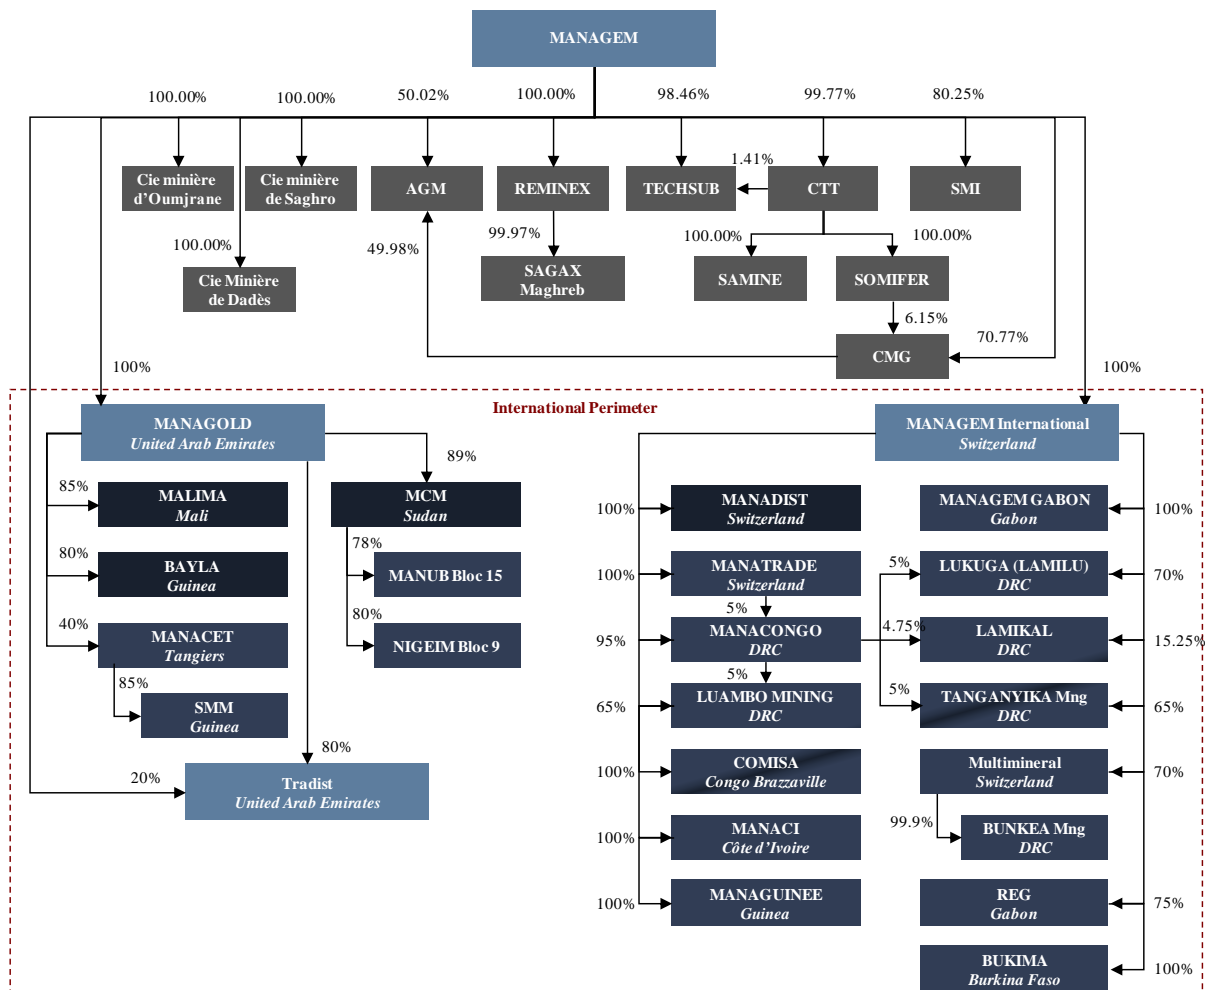 MANAGEM
100.00%
100.00%
50.02%
100.00%
98.46%
99.77%
80.25%
Cie minière
d'Oumjrane
Cie minière
de Saghro
AGM
REMINEX
TECHSUB
1.41%
CTT
SMI
100.00%
49.98%
99.97%
100.00%
100.00%
Cie Minière
de Dadès
SAGAX
Maghreb
SAMINE
SOMIFER
6.15%
70.77%
CMG
100%
100%
International Perimeter
MANAGOLD
United Arab Emirates
MANAGEM International
Switzerland
89%
85%
MALIMA
Mali
MCM
Sudan
80%
BAYLA
Guinea
78%
MANUB Bloc 15
40%
MANACET
Tangiers
80%
NIGEIM Bloc 9
85%
SMM
Guinea
80%
20%
Tradist
United Arab Emirates
100%
MANADIST
Switzerland
MANAGEM GABON
Gabon
100%
100%
MANATRADE
Switzerland
5%
LUKUGA (LAMILU)
DRC
70%
5%
95%
MANACONGO
DRC
4.75%
LAMIKAL
DRC
15.25%
5%
65%
LUAMBO MINING
DRC
5%
TANGANYIKA Mng
DRC
65%
100%
COMISA
Congo Brazzaville
Multimineral
Switzerland
70%
99.9%
100%
MANACI
Côte d'Ivoire
BUNKEA Mng
DRC
100%
MANAGUINEE
Guinea
REG
Gabon
75%
BUKIMA
Burkina Faso
100%